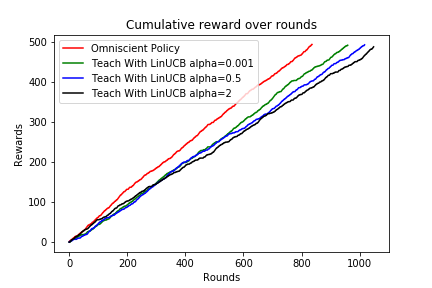 Cumulative reward over rounds
Omniscient Policy
Teach With LinUCB alpha=0.001
Teach With LinUCB alpha=0.5
Teach With LinUCB alpha=2
500
400
300
200
100
0
Rewards
0 200 400 600 800 1000
Rounds